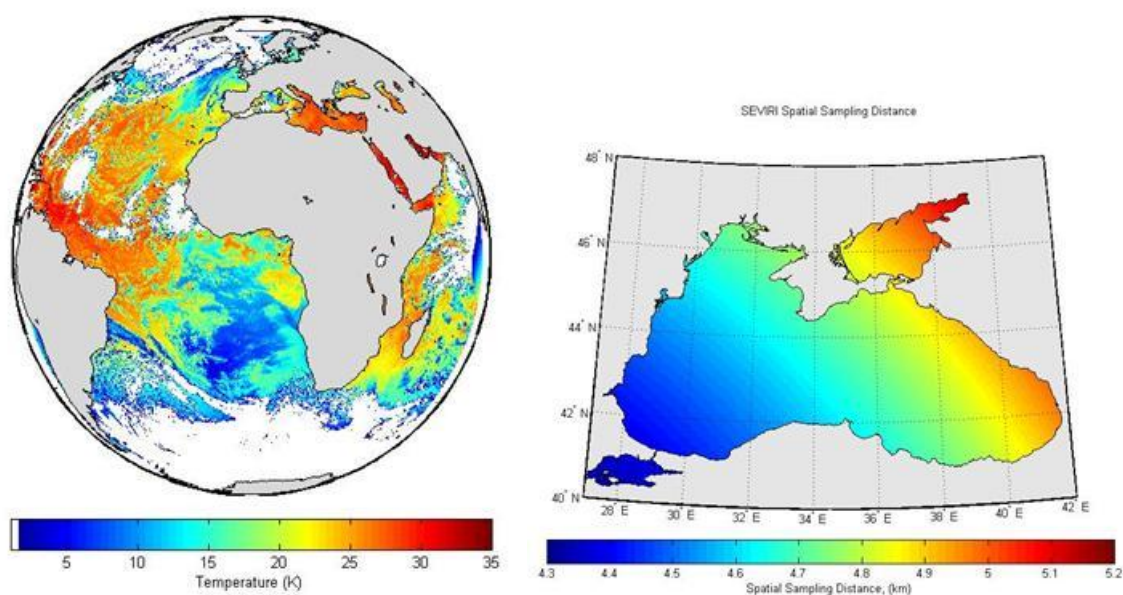 5 10 15 20 25 30 35
Temperature (K)
SEVIRI Spatial Sampling Distance
48° N
46° N
44° N
42° N
40° N
28° E 30° E 32° E 34° E 36° E 38° E 40° E 42° E
4.3 4.4 4.5 4.6 4.7 4.8 4.9 5 5.1 5.2
Spatial Sampling Distance, (km)